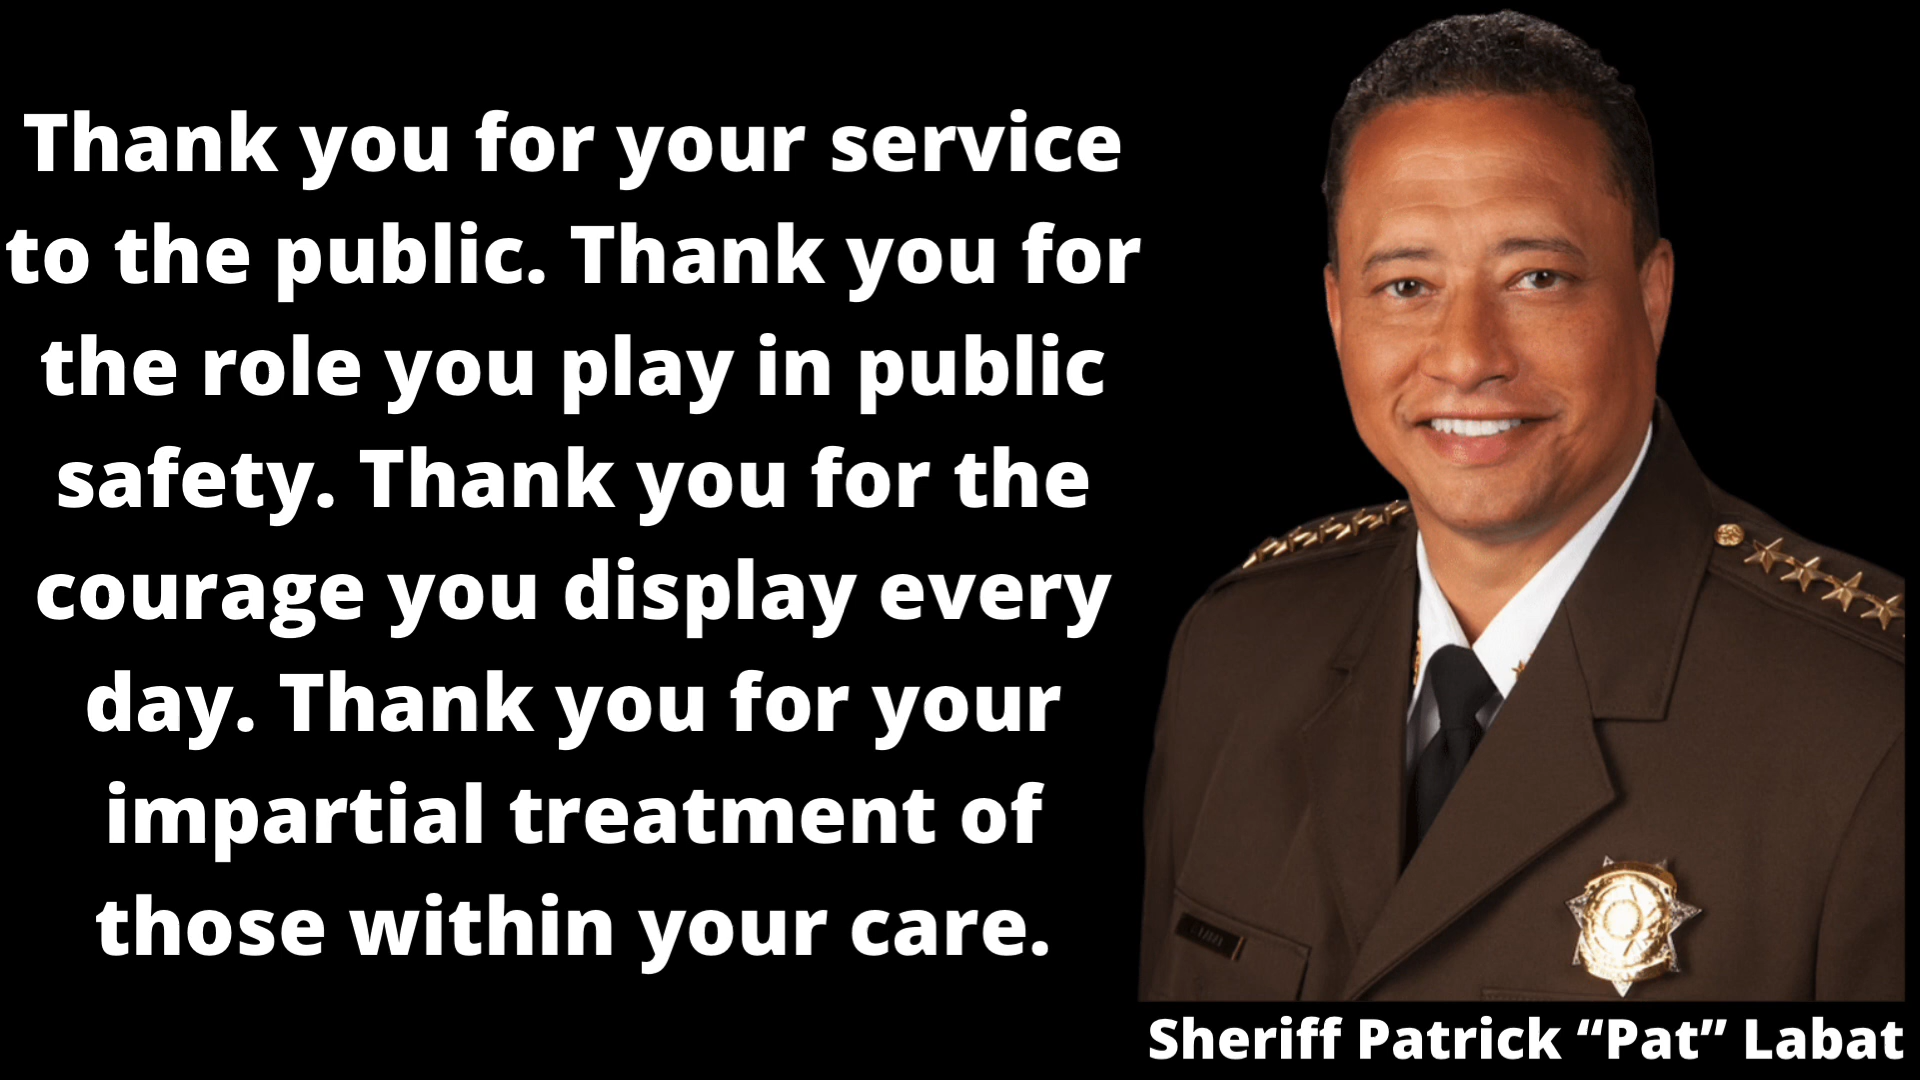 Thank you for your service
to the public. Thank you for
the role you play in public
safety. Thank you for the
courage you display every
day. Thank you for your
impartial treatment of
those within your care.
Sheriff Patrick “Pat” Labat